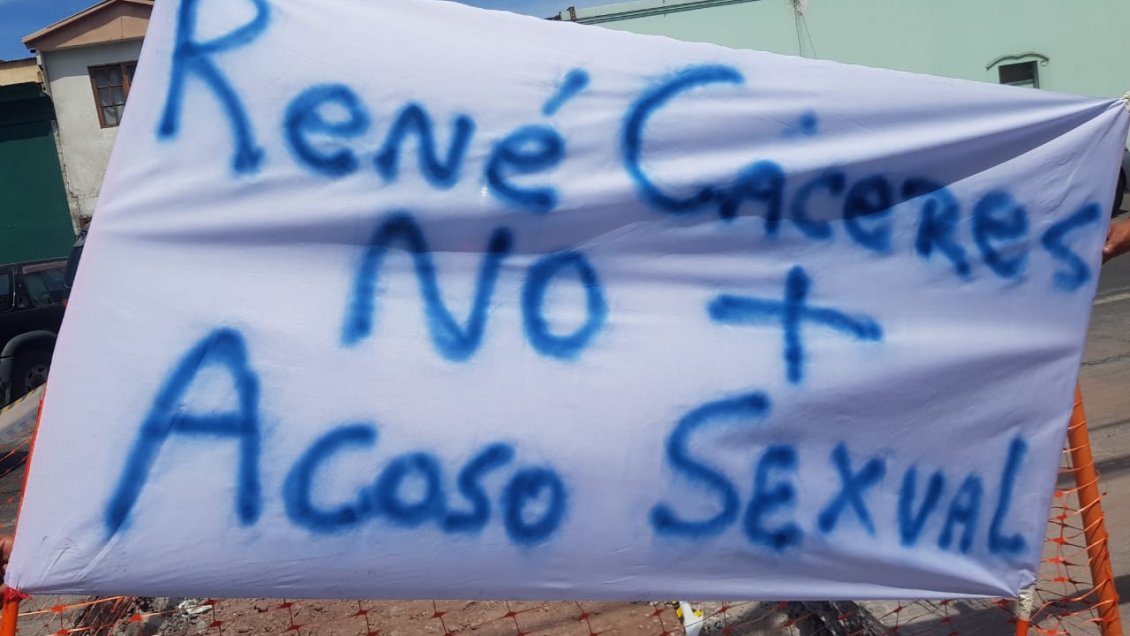 René Cáceres
No +
Acoso Sexual